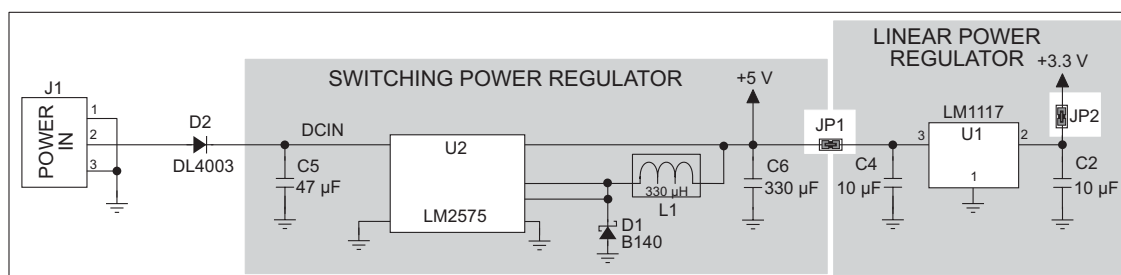 LINEAR POWER
REGULATOR
SWITCHING POWER REGULATOR
+5 V
+3.3 V
J1
POWER
IN
1
2
3
D2
DL4003
DCIN
C5
47 µF
U2
LM2575
330 µH
L1
D1
B140
C6
330 µF
JP1
C4
10 µF
LM1117
U1
3
2
1
JP2
C2
10 µF